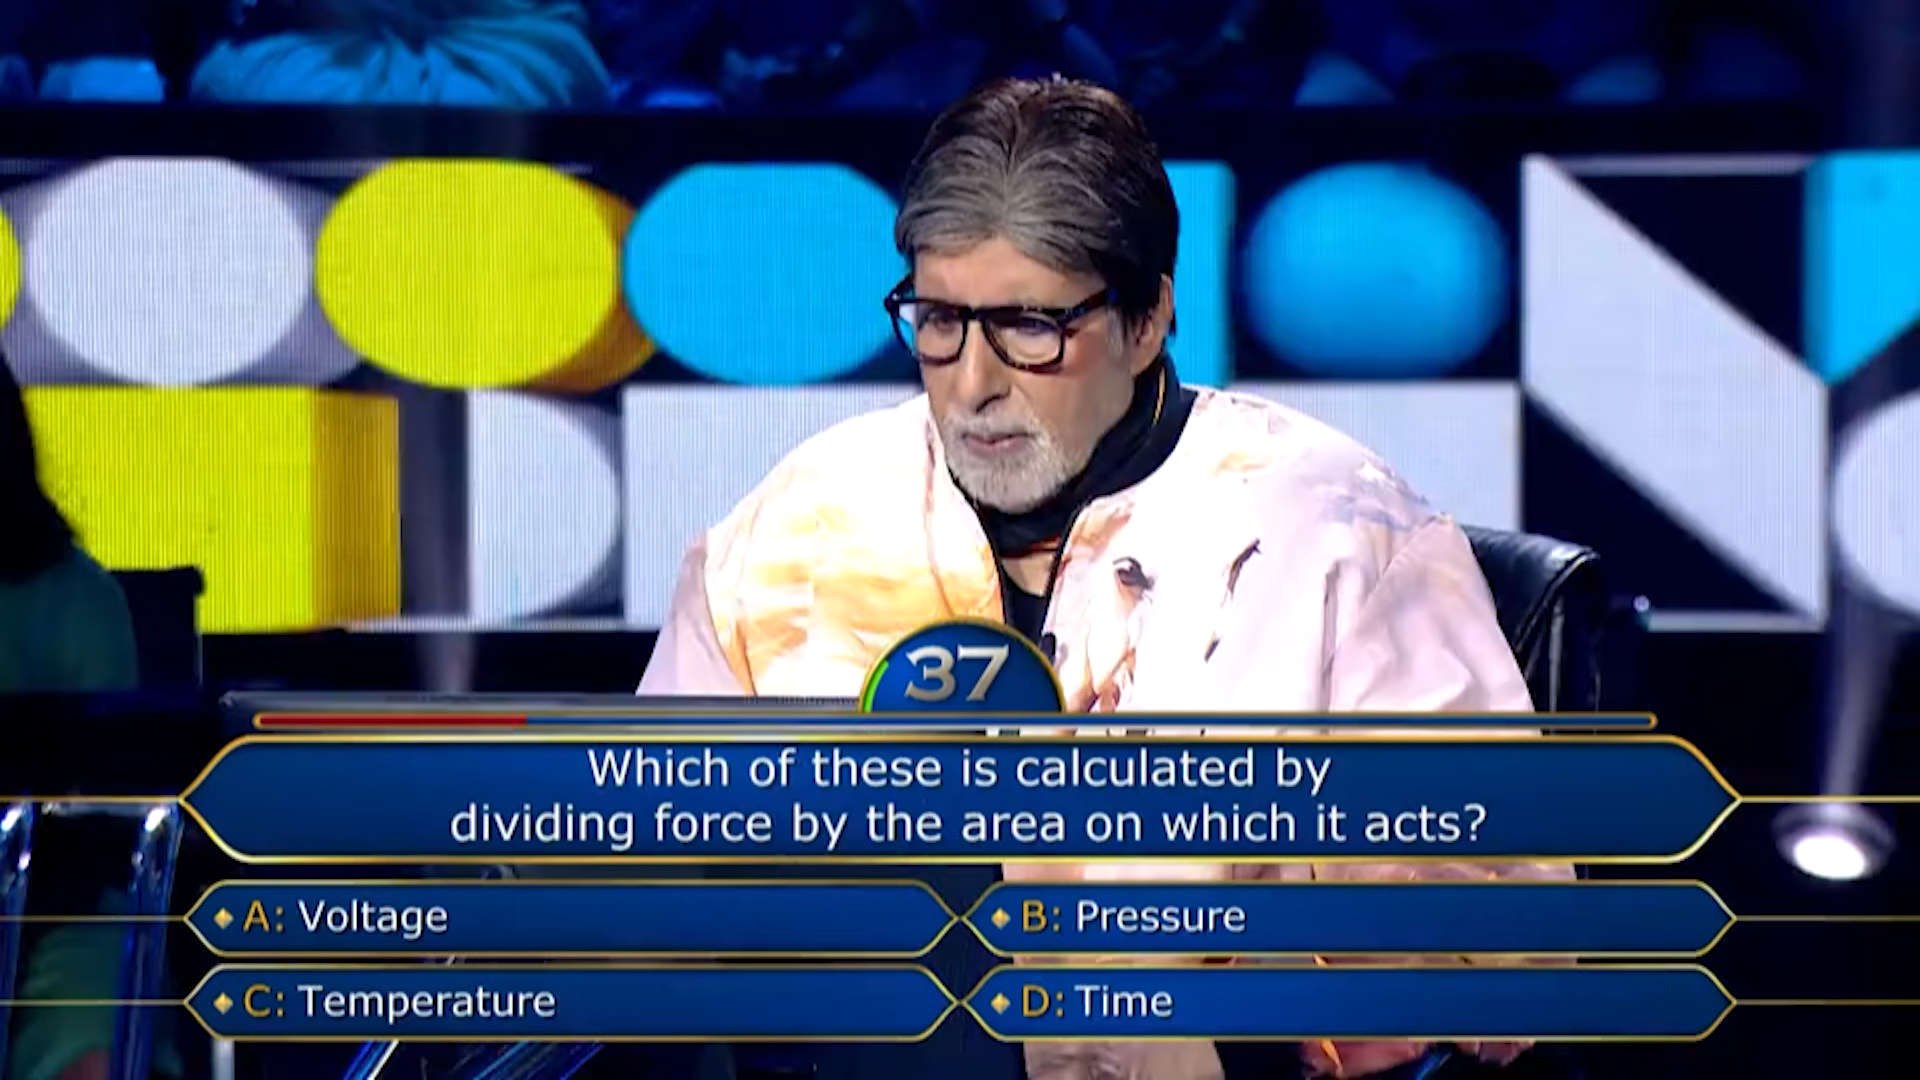 37
Which of these is calculated by
dividing force by the area on which it acts?
A: Voltage
B: Pressure
C: Temperature
D: Time